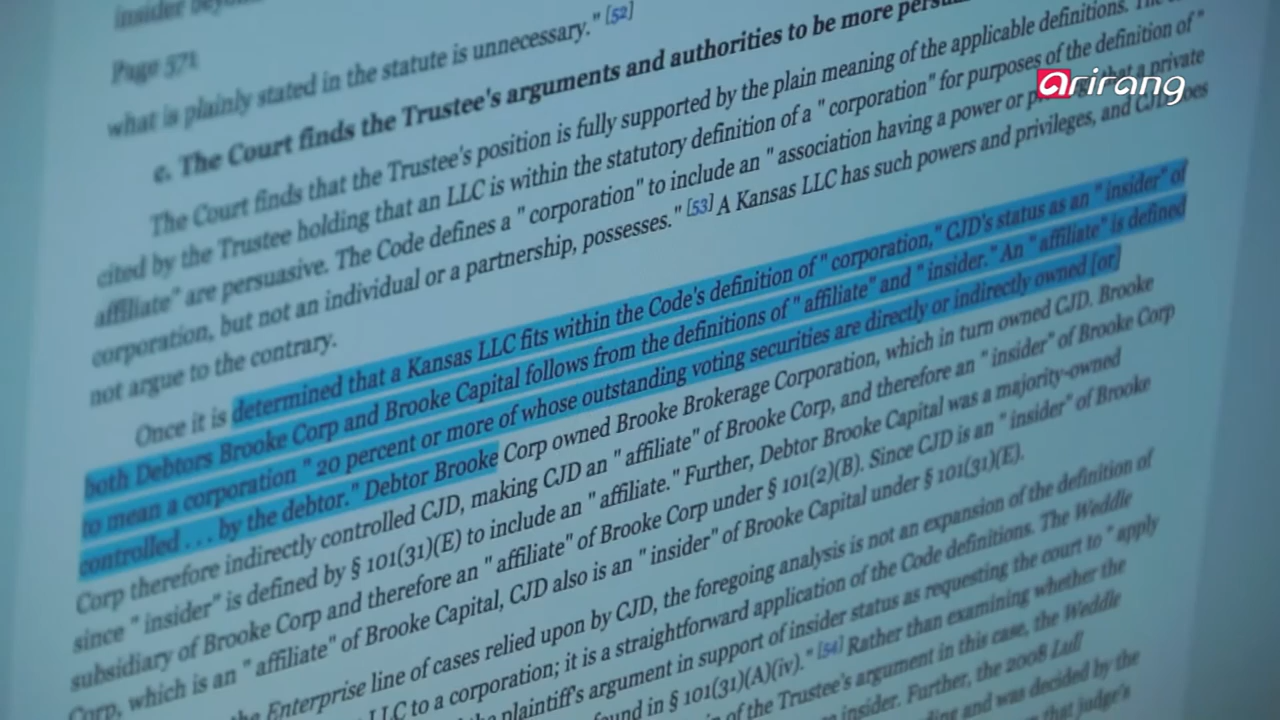 insider
Page 571
what is plainly stated in the statute is unnecessary." [52]
c. The Court finds the Trustee's arguments and authorities to be more
arirang
The Court finds that the Trustee's position is fully supported by the plain meaning of the applicable definitions. The
cited by the Trustee holding that an LLC is within the statutory definition of a " corporation" for purposes of the definition of "
affiliate" are persuasive. The Code defines a " corporation" to include an " association having a power or that a private
corporation, but not an individual or a partnership, possesses." [53] A Kansas LLC has such powers and privileges, and CJD does
not argue to the contrary.
Once it is determined that a Kansas LLC fits within the Code's definition of " corporation," CJD's status as an " insider" of
both Debtors Brooke Corp and Brooke Capital follows from the definitions of " affiliate" and " insider." An " affiliate" is defined
to mean a corporation " 20 percent or more of whose outstanding voting securities are directly or indirectly owned [or]
controlled . . . by the debtor." Debtor Brooke Corp owned Brooke Brokerage Corporation, which in turn owned CJD. Brooke
Corp therefore indirectly controlled CJD, making CJD an " affiliate" of Brooke Corp, and therefore an " insider" of Brooke Corp
since " insider" is defined by § 101(31)(E) to include an " affiliate." Further, Debtor Brooke Capital was a majority-owned
subsidiary of Brooke Corp and therefore an " affiliate" of Brooke Corp under § 101(2)(B). Since CJD is an " insider" of Brooke
Corp, which is an " affiliate" of Brooke Capital, CJD also is an " insider" of Brooke Capital under § 101(31)(E).
Enterprise line of cases relied upon by CJD, the foregoing analysis is not an expansion of the definition of
LLC to a corporation; it is a straightforward application of the Code definitions. The Weddle
plaintiff's argument in support of insider status as requesting the court to " apply
found in § 101(31)(A)(iv)." [54] Rather than examining whether the
of the Trustee's argument in this case, the Weddle
insider. Further, the 2008 Lull
and was decided by the
that judge's